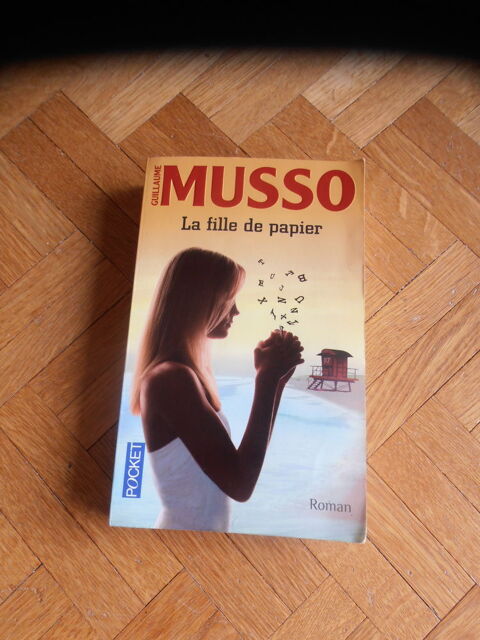 GUILLAUME
MUSSO
La fille de papier
POCKET
Roman